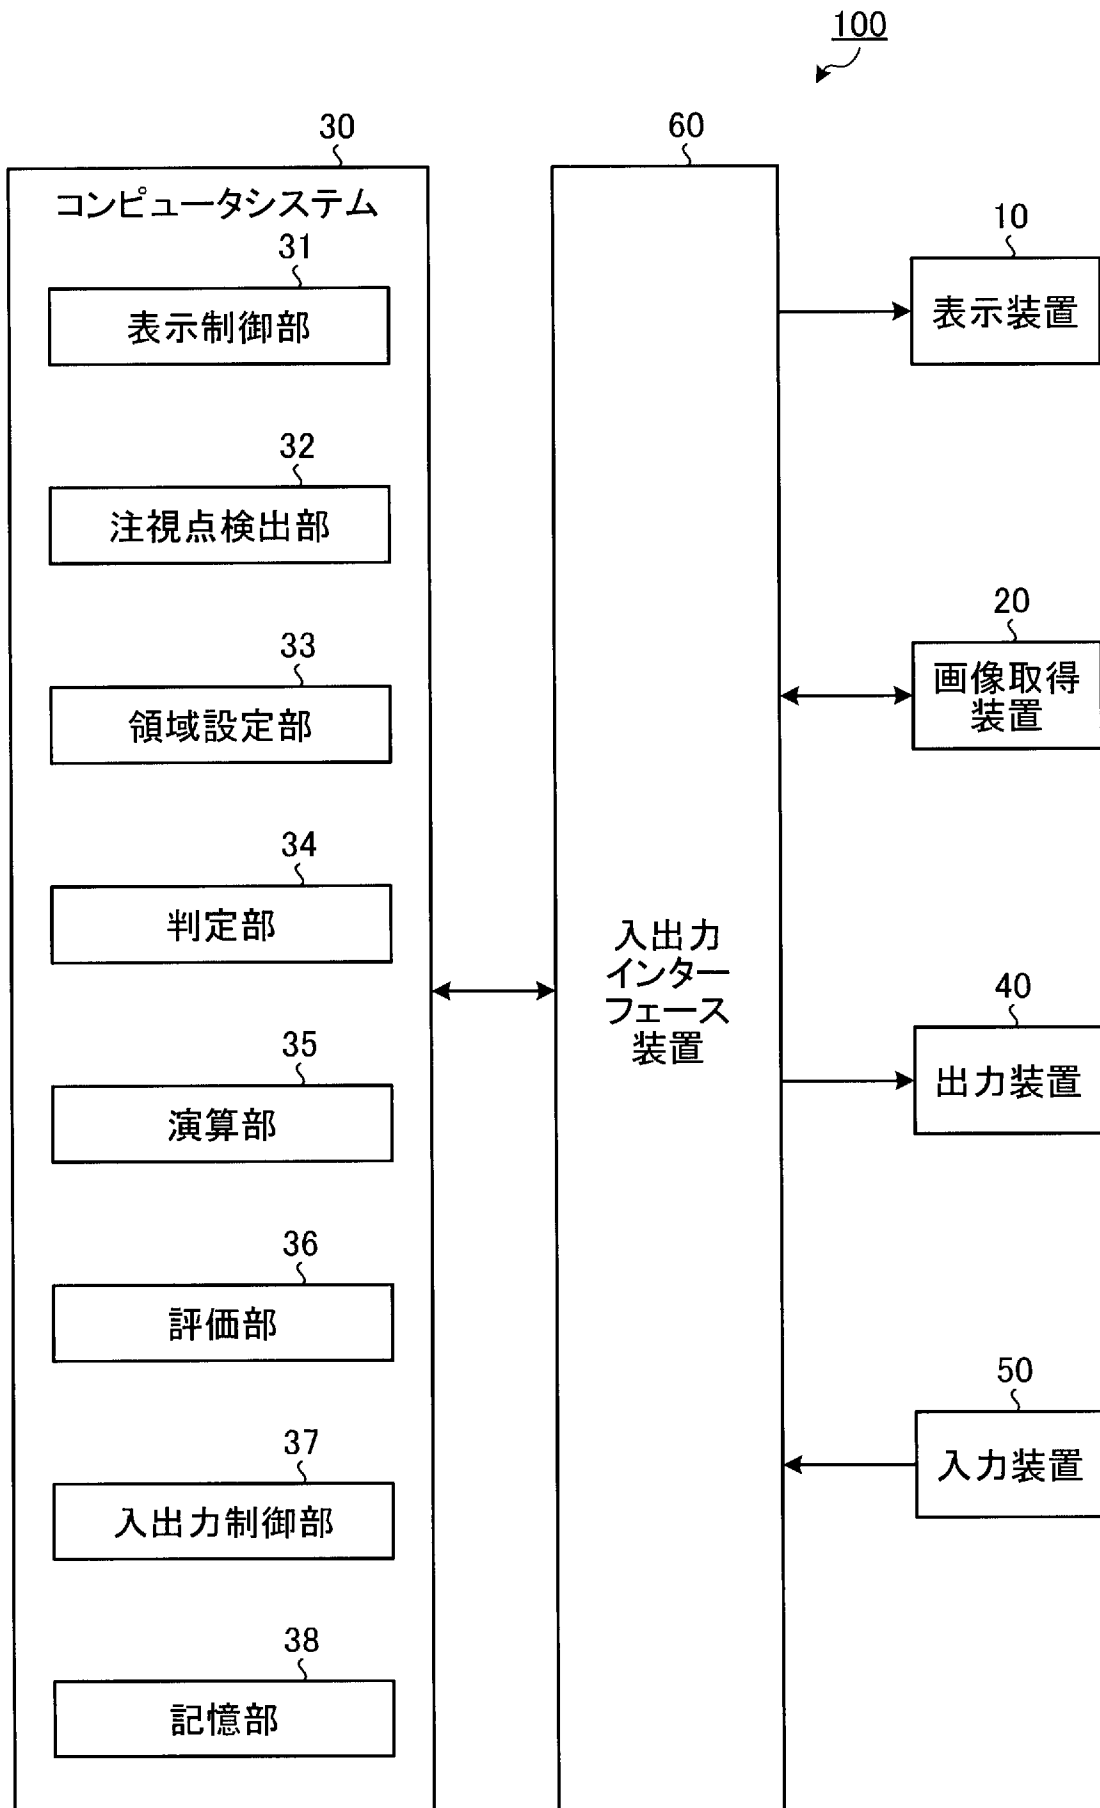 100
30
コンピュータシステム
31
表示制御部
32
注視点検出部
33
領域設定部
34
判定部
35
演算部
36
評価部
37
入出力制御部
38
記憶部
60
入出力
インター
フェース
装置
10
表示装置
20
画像取得
装置
40
出力装置
50
入力装置